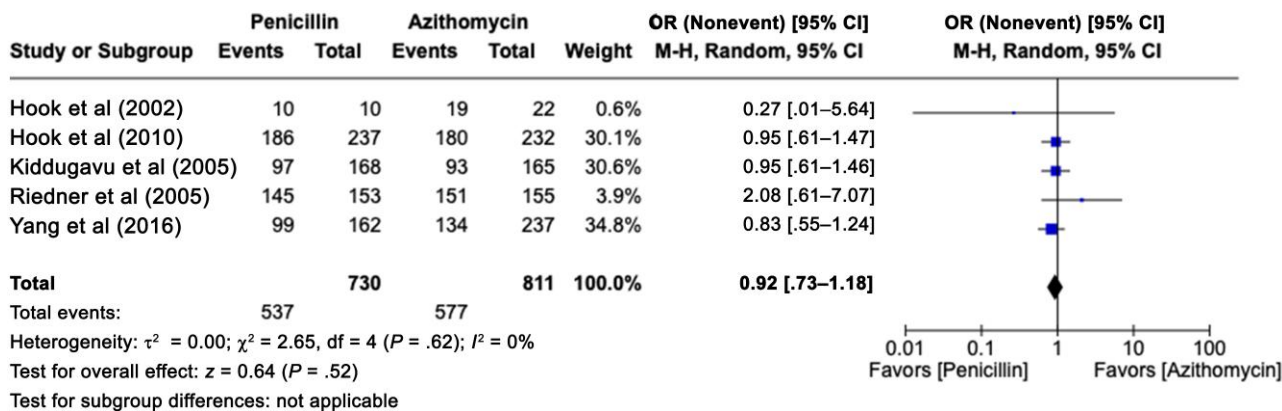 Penicillin Azithomycin OR (Nonevent) [95% CI] OR (Nonevent) [95% CI]
Study or Subgroup Events Total Events Total Weight M-H, Random, 95% CI M-H, Random, 95% CI
Hook et al (2002) 10 10 19 22 0.6% 0.27 [.01–5.64]
Hook et al (2010) 186 237 180 232 30.1% 0.95 [.61–1.47]
Kiddugavu et al (2005) 97 168 93 165 30.6% 0.95 [.61–1.46]
Riedner et al (2005) 145 153 151 155 3.9% 2.08 [.61–7.07]
Yang et al (2016) 99 162 134 237 34.8% 0.83 [.55–1.24]
Total 730 811 100.0% 0.92 [.73–1.18]
Total events: 537 577
Heterogeneity: τ² = 0.00; χ² = 2.65, df = 4 (P = .62); I² = 0%
Test for overall effect: z = 0.64 (P = .52)
Test for subgroup differences: not applicable
0.01 0.1 1 10 100
Favors [Penicillin] Favors [Azithomycin]